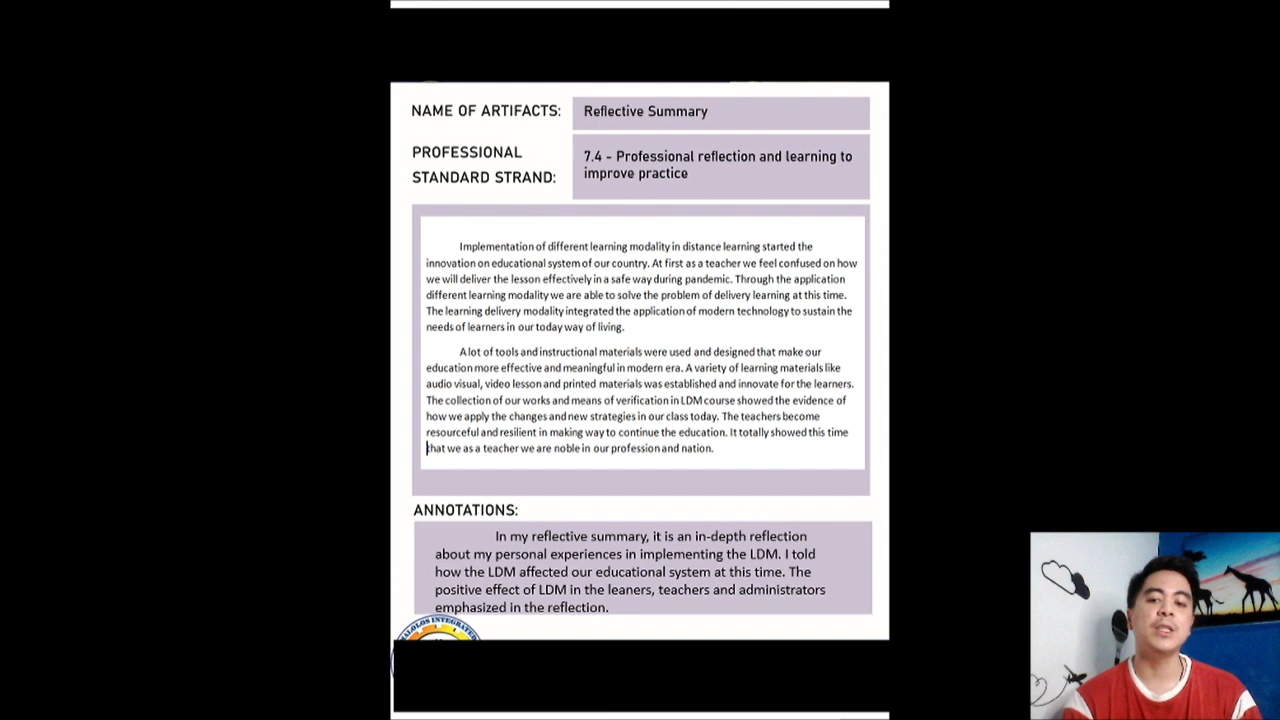 NAME OF ARTIFACTS:
Reflective Summary
PROFESSIONAL
STANDARD STRAND:
7.4 - Professional reflection and learning to
improve practice
Implementation of different learning modality in distance learning started the
innovation on educational system of our country. At first as a teacher we feel confused on how
we will deliver the lesson effectively in a safe way during pandemic. Through the application
different learning modality we are able to solve the problem of delivery learning at this time.
The learning delivery modality integrated the application of modern technology to sustain the
needs of learners in our today way of living.
A lot of tools and instructional materials were used and designed that make our
education more effective and meaningful in modern era. A variety of learning materials like
audio visual, video lesson and printed materials was established and innovate for the learners.
The collection of our works and means of verification in LDM course showed the evidence of
how we apply the changes and new strategies in our class today. The teachers become
resourceful and resilient in making way to continue the education. It totally showed this time
that we as a teacher we are noble in our profession and nation.
ANNOTATIONS:
In my reflective summary, it is an in-depth reflection
about my personal experiences in implementing the LDM. I told
how the LDM affected our educational system at this time. The
positive effect of LDM in the leaners, teachers and administrators
emphasized in the reflection.
MALOLOS INTEGRATED